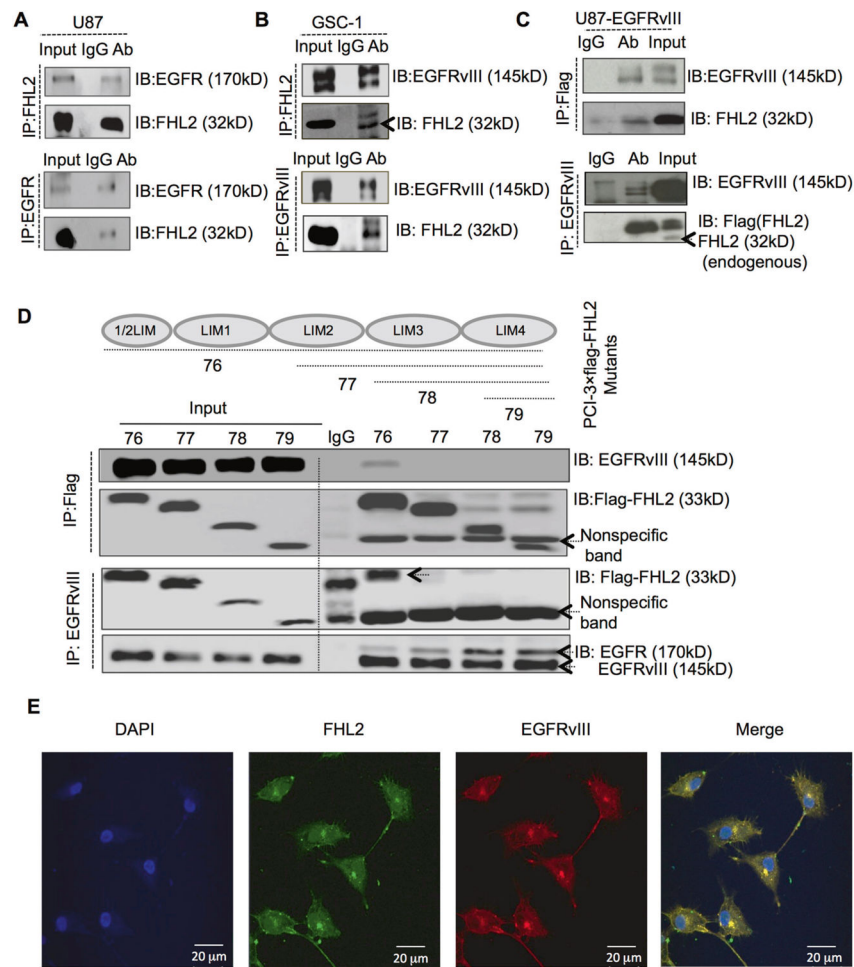 A
U87
Input IgG Ab
IP:FHL2
IB:EGFR (170kD)
IB:FHL2 (32kD)
Input IgG Ab
IP:EGFR
IB:EGFR (170kD)
IB:FHL2 (32kD)
B
GSC-1
Input IgG Ab
IP:FHL2
IB:EGFRvIII (145kD)
IB: FHL2 (32kD)
Input IgG Ab
IP:EGFRvIII
IB:EGFRvIII (145kD)
IB: FHL2 (32kD)
C
U87-EGFRvIII
IgG Ab Input
IP:Flag
IB:EGFRvIII (145kD)
IB: FHL2 (32kD)
IgG Ab Input
IP: EGFRvIII
IB: EGFRvIII (145kD)
IB: Flag(FHL2)
FHL2 (32kD)
(endogenous)
D
1/2LIM LIM1 LIM2 LIM3 LIM4
76
77
78
79
PCI-3×flag-FHL2
Mutants
Input
76 77 78 79 IgG 76 77 78 79
IP:Flag
IB: EGFRvIII (145kD)
IB:Flag-FHL2 (33kD)
Nonspecific
band
IP: EGFRvIII
IB: Flag-FHL2 (33kD)
Nonspecific
band
IB: EGFR (170kD)
EGFRvIII (145kD)
E
DAPI FHL2 EGFRvIII Merge
20 μm 20 μm 20 μm 20 μm